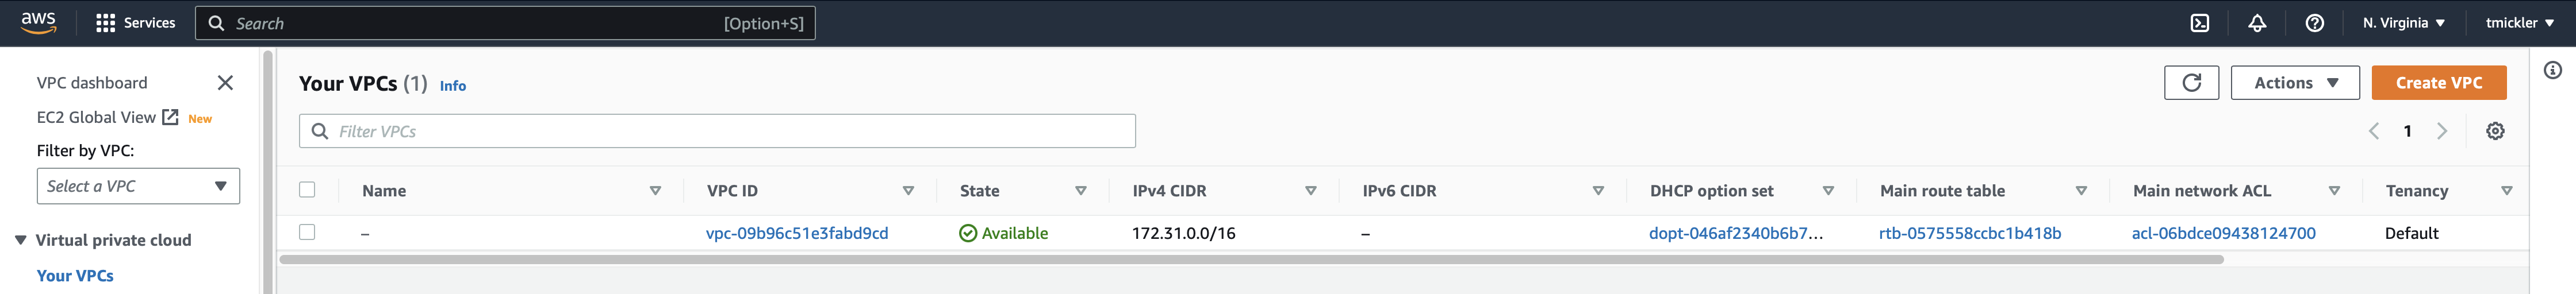 aws Services Search [Option+S] N. Virginia tmickler
VPC dashboard
EC2 Global View New
Filter by VPC:
Select a VPC
Virtual private cloud
Your VPCs
Your VPCs (1) Info
Actions Create VPC
Filter VPCs
1
Name VPC ID State IPv4 CIDR IPv6 CIDR DHCP option set Main route table Main network ACL Tenancy
– vpc-09b96c51e3fabd9cd Available 172.31.0.0/16 – dopt-046af2340b6b7... rtb-0575558ccbc1b418b acl-06bdce09438124700 Default